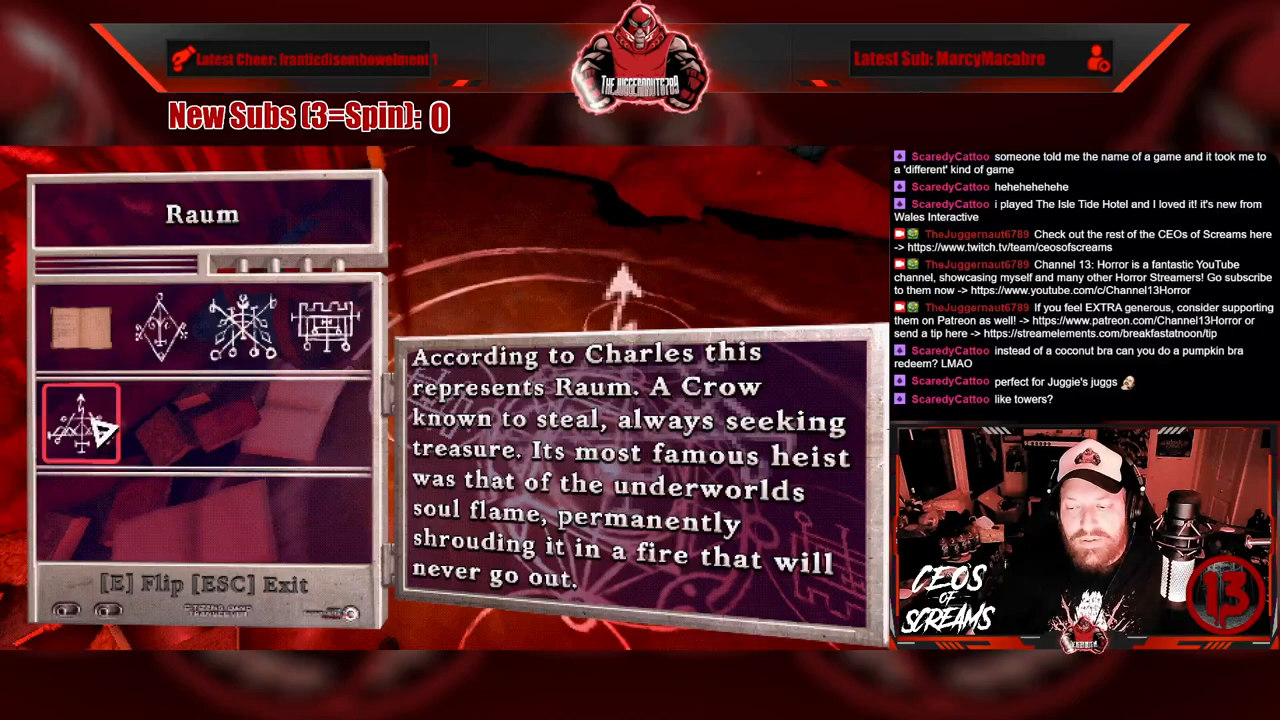 Latest Cheer: franticdisembowelment 1
THEJUGGERNAUT6789
Latest Sub: MarcyMacabre
New Subs (3=Spin): 0
Raum
[E] Flip [ESC] Exit
According to Charles this
represents Raum. A Crow
known to steal, always seeking
treasure. Its most famous heist
was that of the underworlds
soul flame, permanently
shrouding it in a fire that will
never go out.
ScaredyCattoo someone told me the name of a game and it took me to
a 'different' kind of game
ScaredyCattoo hehehehehehe
ScaredyCattoo i played The Isle Tide Hotel and I loved it! it's new from
Wales Interactive
TheJuggernaut6789 Check out the rest of the CEOs of Screams here
-> https://www.twitch.tv/team/ceosofscreams
TheJuggernaut6789 Channel 13: Horror is a fantastic YouTube
channel, showcasing myself and many other Horror Streamers! Go subscribe
to them now -> https://www.youtube.com/c/Channel13Horror
TheJuggernaut6789 If you feel EXTRA generous, consider supporting
them on Patreon as well! -> https://www.patreon.com/Channel13Horror or
send a tip here -> https://streamelements.com/breakfastatnoon/tip
ScaredyCattoo instead of a coconut bra can you do a pumpkin bra
redeem? LMAO
ScaredyCattoo perfect for Juggie's juggs
ScaredyCattoo like towers?
CEOS
OF
SCREAMS
13